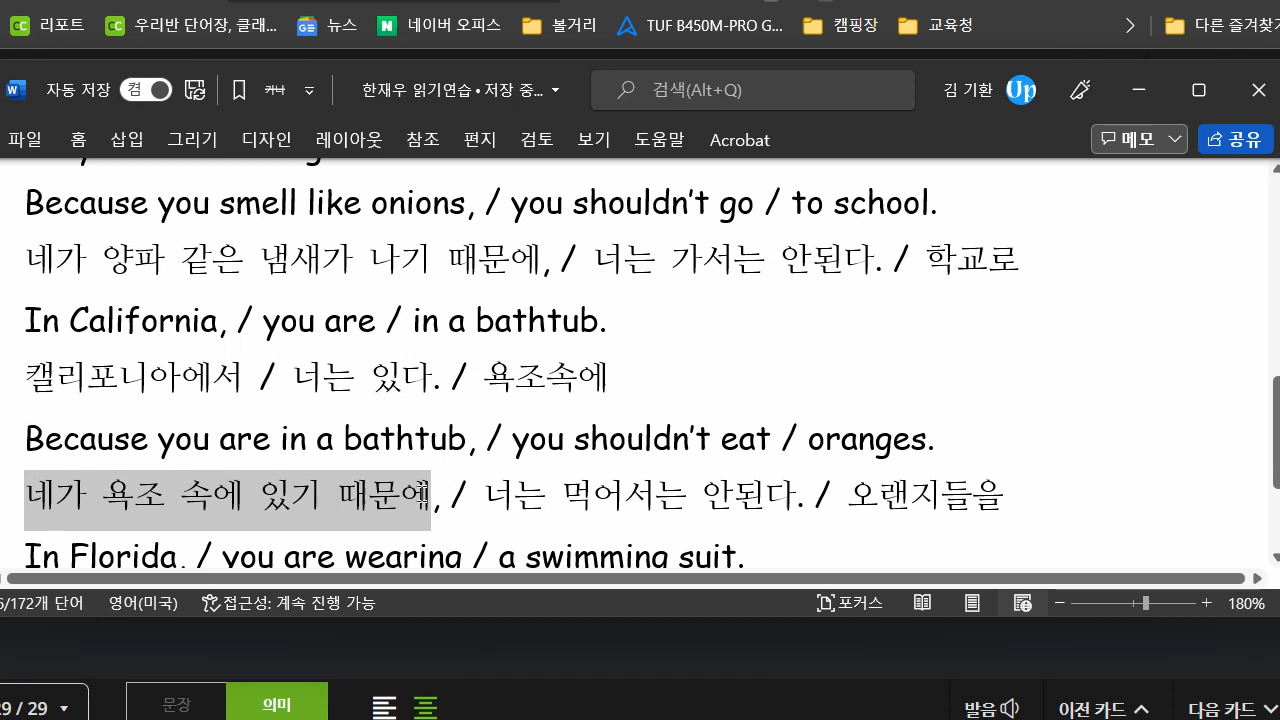 리포트 우리반 단어장, 클래... 뉴스 네이버 오피스 볼거리 TUF B450M-PRO G... 캠핑장 교육청 다른 즐겨찾기
자동 저장 켬 한재우 읽기연습 • 저장 중... 검색(Alt+Q) 김 기환 Up
파일 홈 삽입 그리기 디자인 레이아웃 참조 편지 검토 보기 도움말 Acrobat 메모 공유
Because you smell like onions, / you shouldn't go / to school.
네가 양파 같은 냄새가 나기 때문에, / 너는 가서는 안된다. / 학교로
In California, / you are / in a bathtub.
캘리포니아에서 / 너는 있다. / 욕조속에
Because you are in a bathtub, / you shouldn't eat / oranges.
네가 욕조 속에 있기 때문에, / 너는 먹어서는 안된다. / 오랜지들을
In Florida, / you are wearing / a swimming suit.
6/172개 단어 영어(미국) 접근성: 계속 진행 가능 포커스 180%
29 / 29 문장 의미 발음 이전 카드 다음 카드